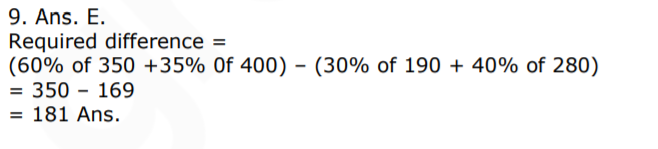 9. Ans. E.
Required difference =
(60% of 350 +35% 0f 400) – (30% of 190 + 40% of 280)
= 350 – 169
= 181 Ans.